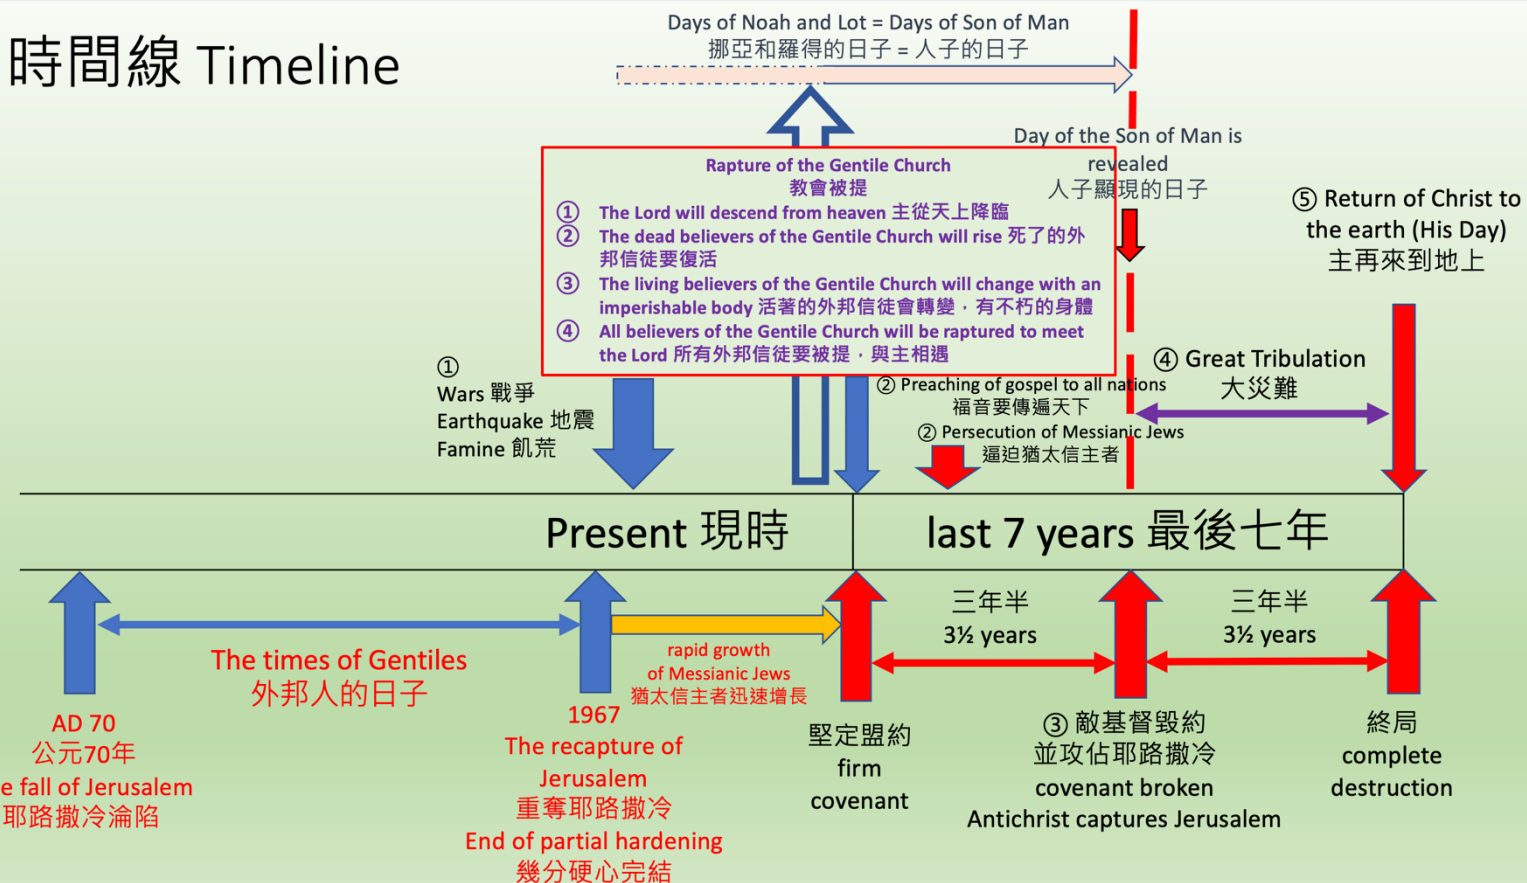 時間線 Timeline
Days of Noah and Lot = Days of Son of Man
挪亞和羅得的日子 = 人子的日子
Day of the Son of Man is
revealed
人子顯現的日子
Rapture of the Gentile Church
教會被提
① The Lord will descend from heaven 主從天上降臨
② The dead believers of the Gentile Church will rise 死了的外
邦信徒要復活
③ The living believers of the Gentile Church will change with an
imperishable body 活著的外邦信徒會轉變，有不朽的身體
④ All believers of the Gentile Church will be raptured to meet
the Lord 所有外邦信徒要被提，與主相遇
⑤ Return of Christ to
the earth (His Day)
主再來到地上
①
Wars 戰爭
Earthquake 地震
Famine 飢荒
② Preaching of gospel to all nations
福音要傳遍天下
② Persecution of Messianic Jews
逼迫猶太信主者
④ Great Tribulation
大災難
Present 現時
last 7 years 最後七年
The times of Gentiles
外邦人的日子
rapid growth
of Messianic Jews
猶太信主者迅速增長
三年半
3½ years
三年半
3½ years
AD 70
公元70年
e fall of Jerusalem
耶路撒冷淪陷
1967
The recapture of
Jerusalem
重奪耶路撒冷
End of partial hardening
幾分硬心完結
堅定盟約
firm
covenant
③ 敵基督毀約
並攻佔耶路撒冷
covenant broken
Antichrist captures Jerusalem
終局
complete
destruction